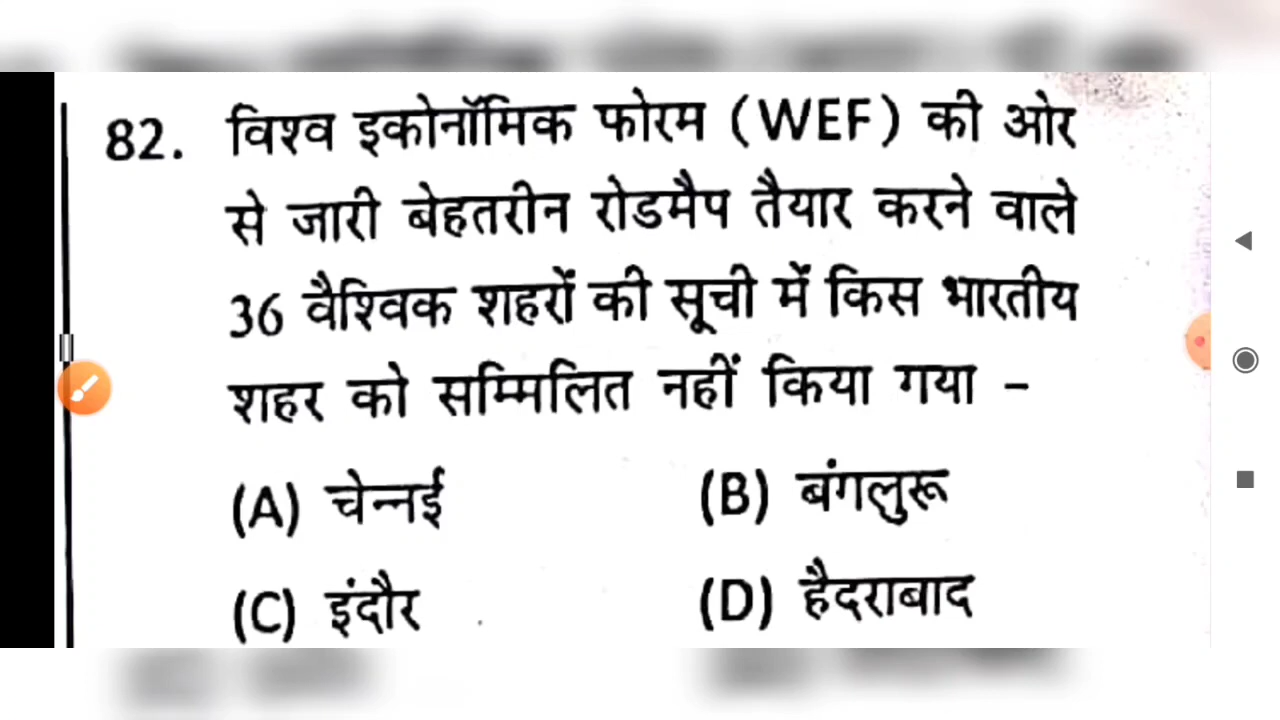 82. विश्व इकोनॉमिक फोरम (WEF) की ओर
से जारी बेहतरीन रोडमैप तैयार करने वाले
36 वैश्विक शहरों की सूची में किस भारतीय
शहर को सम्मिलित नहीं किया गया –
(A) चेन्नई (B) बंगलुरू
(C) इंदौर (D) हैदराबाद